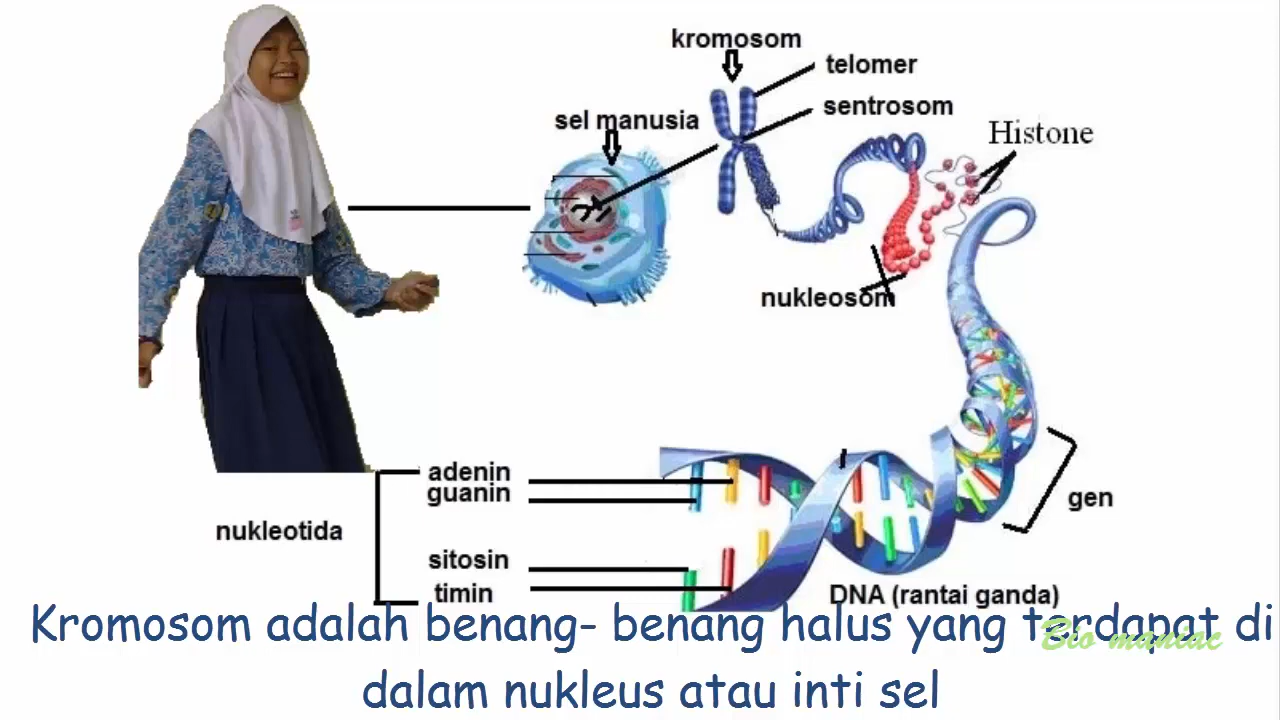 kromosom
telomer
sentrosom
sel manusia
Histone
nukleosom
adenin
guanin
gen
nukleotida
sitosin
timin
DNA (rantai ganda)
Kromosom adalah benang- benang halus yang terdapat di
dalam nukleus atau inti sel
Bio maniac